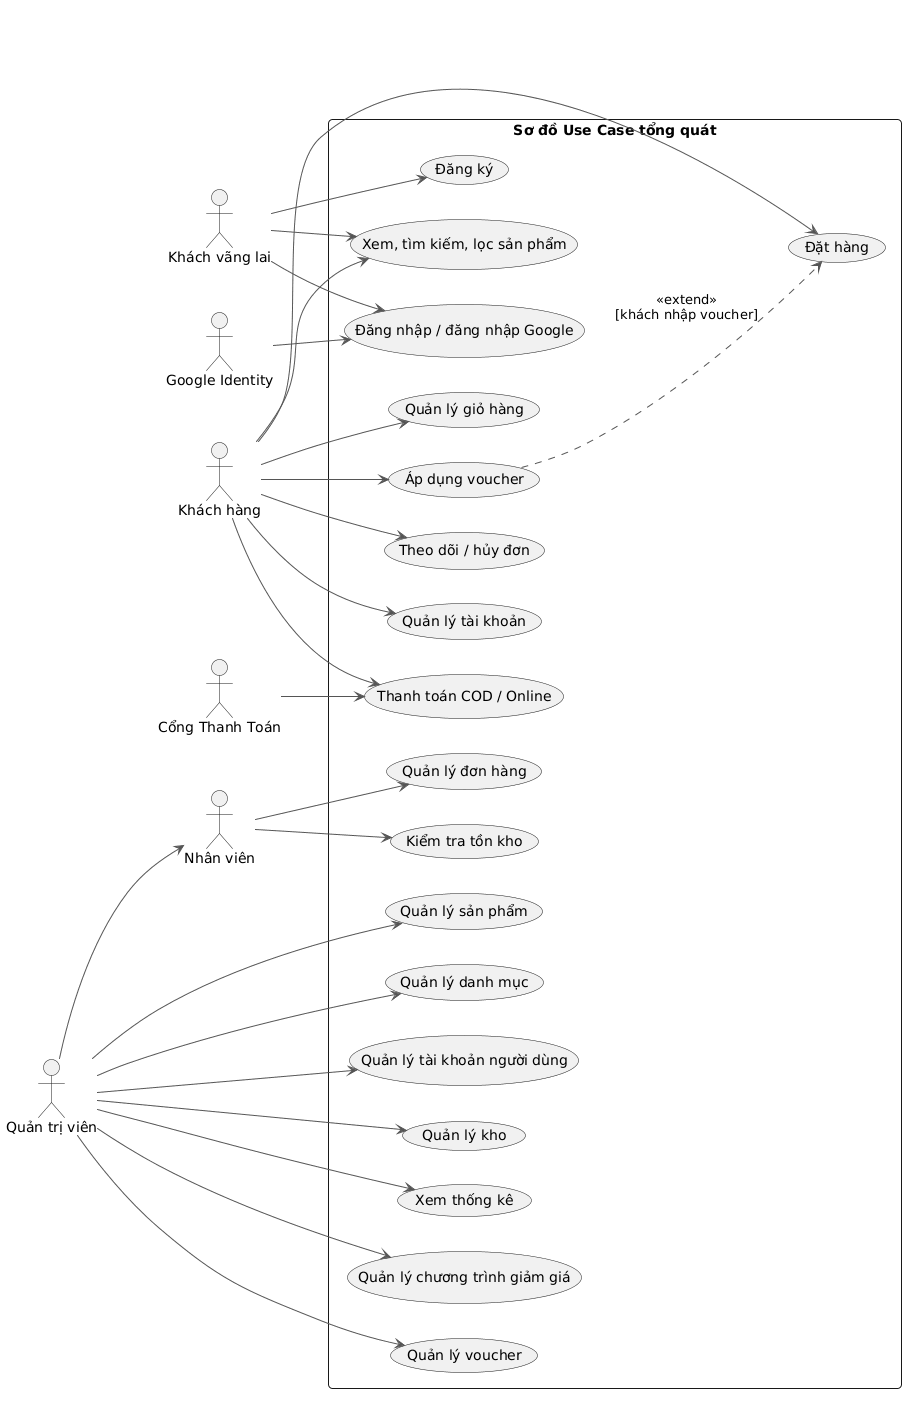 Sơ đồ Use Case tổng quát
Đăng ký
Khách vãng lai
Xem, tìm kiếm, lọc sản phẩm
Đặt hàng
«extend»
[khách nhập voucher]
Google Identity
Đăng nhập / đăng nhập Google
Quản lý giỏ hàng
Khách hàng
Áp dụng voucher
Theo dõi / hủy đơn
Quản lý tài khoản
Thanh toán COD / Online
Cổng Thanh Toán
Quản lý đơn hàng
Nhân viên
Kiểm tra tồn kho
Quản lý sản phẩm
Quản lý danh mục
Quản lý tài khoản người dùng
Quản trị viên
Quản lý kho
Xem thống kê
Quản lý chương trình giảm giá
Quản lý voucher